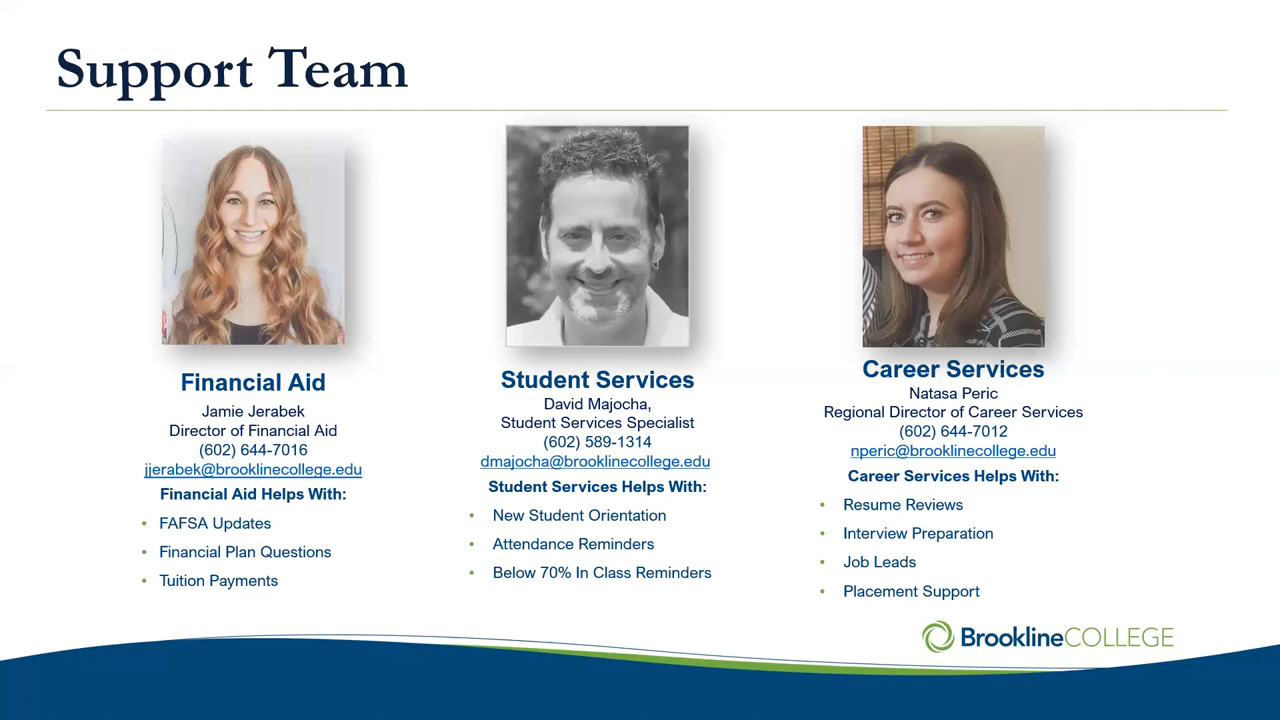 Support Team
Financial Aid
Jamie Jerabek
Director of Financial Aid
(602) 644-7016
jjerabek@brooklinecollege.edu
Financial Aid Helps With:
• FAFSA Updates
• Financial Plan Questions
• Tuition Payments
Student Services
David Majocha,
Student Services Specialist
(602) 589-1314
dmajocha@brooklinecollege.edu
Student Services Helps With:
• New Student Orientation
• Attendance Reminders
• Below 70% In Class Reminders
Career Services
Natasa Peric
Regional Director of Career Services
(602) 644-7012
nperic@brooklinecollege.edu
Career Services Helps With:
• Resume Reviews
• Interview Preparation
• Job Leads
• Placement Support
BrooklineCOLLEGE